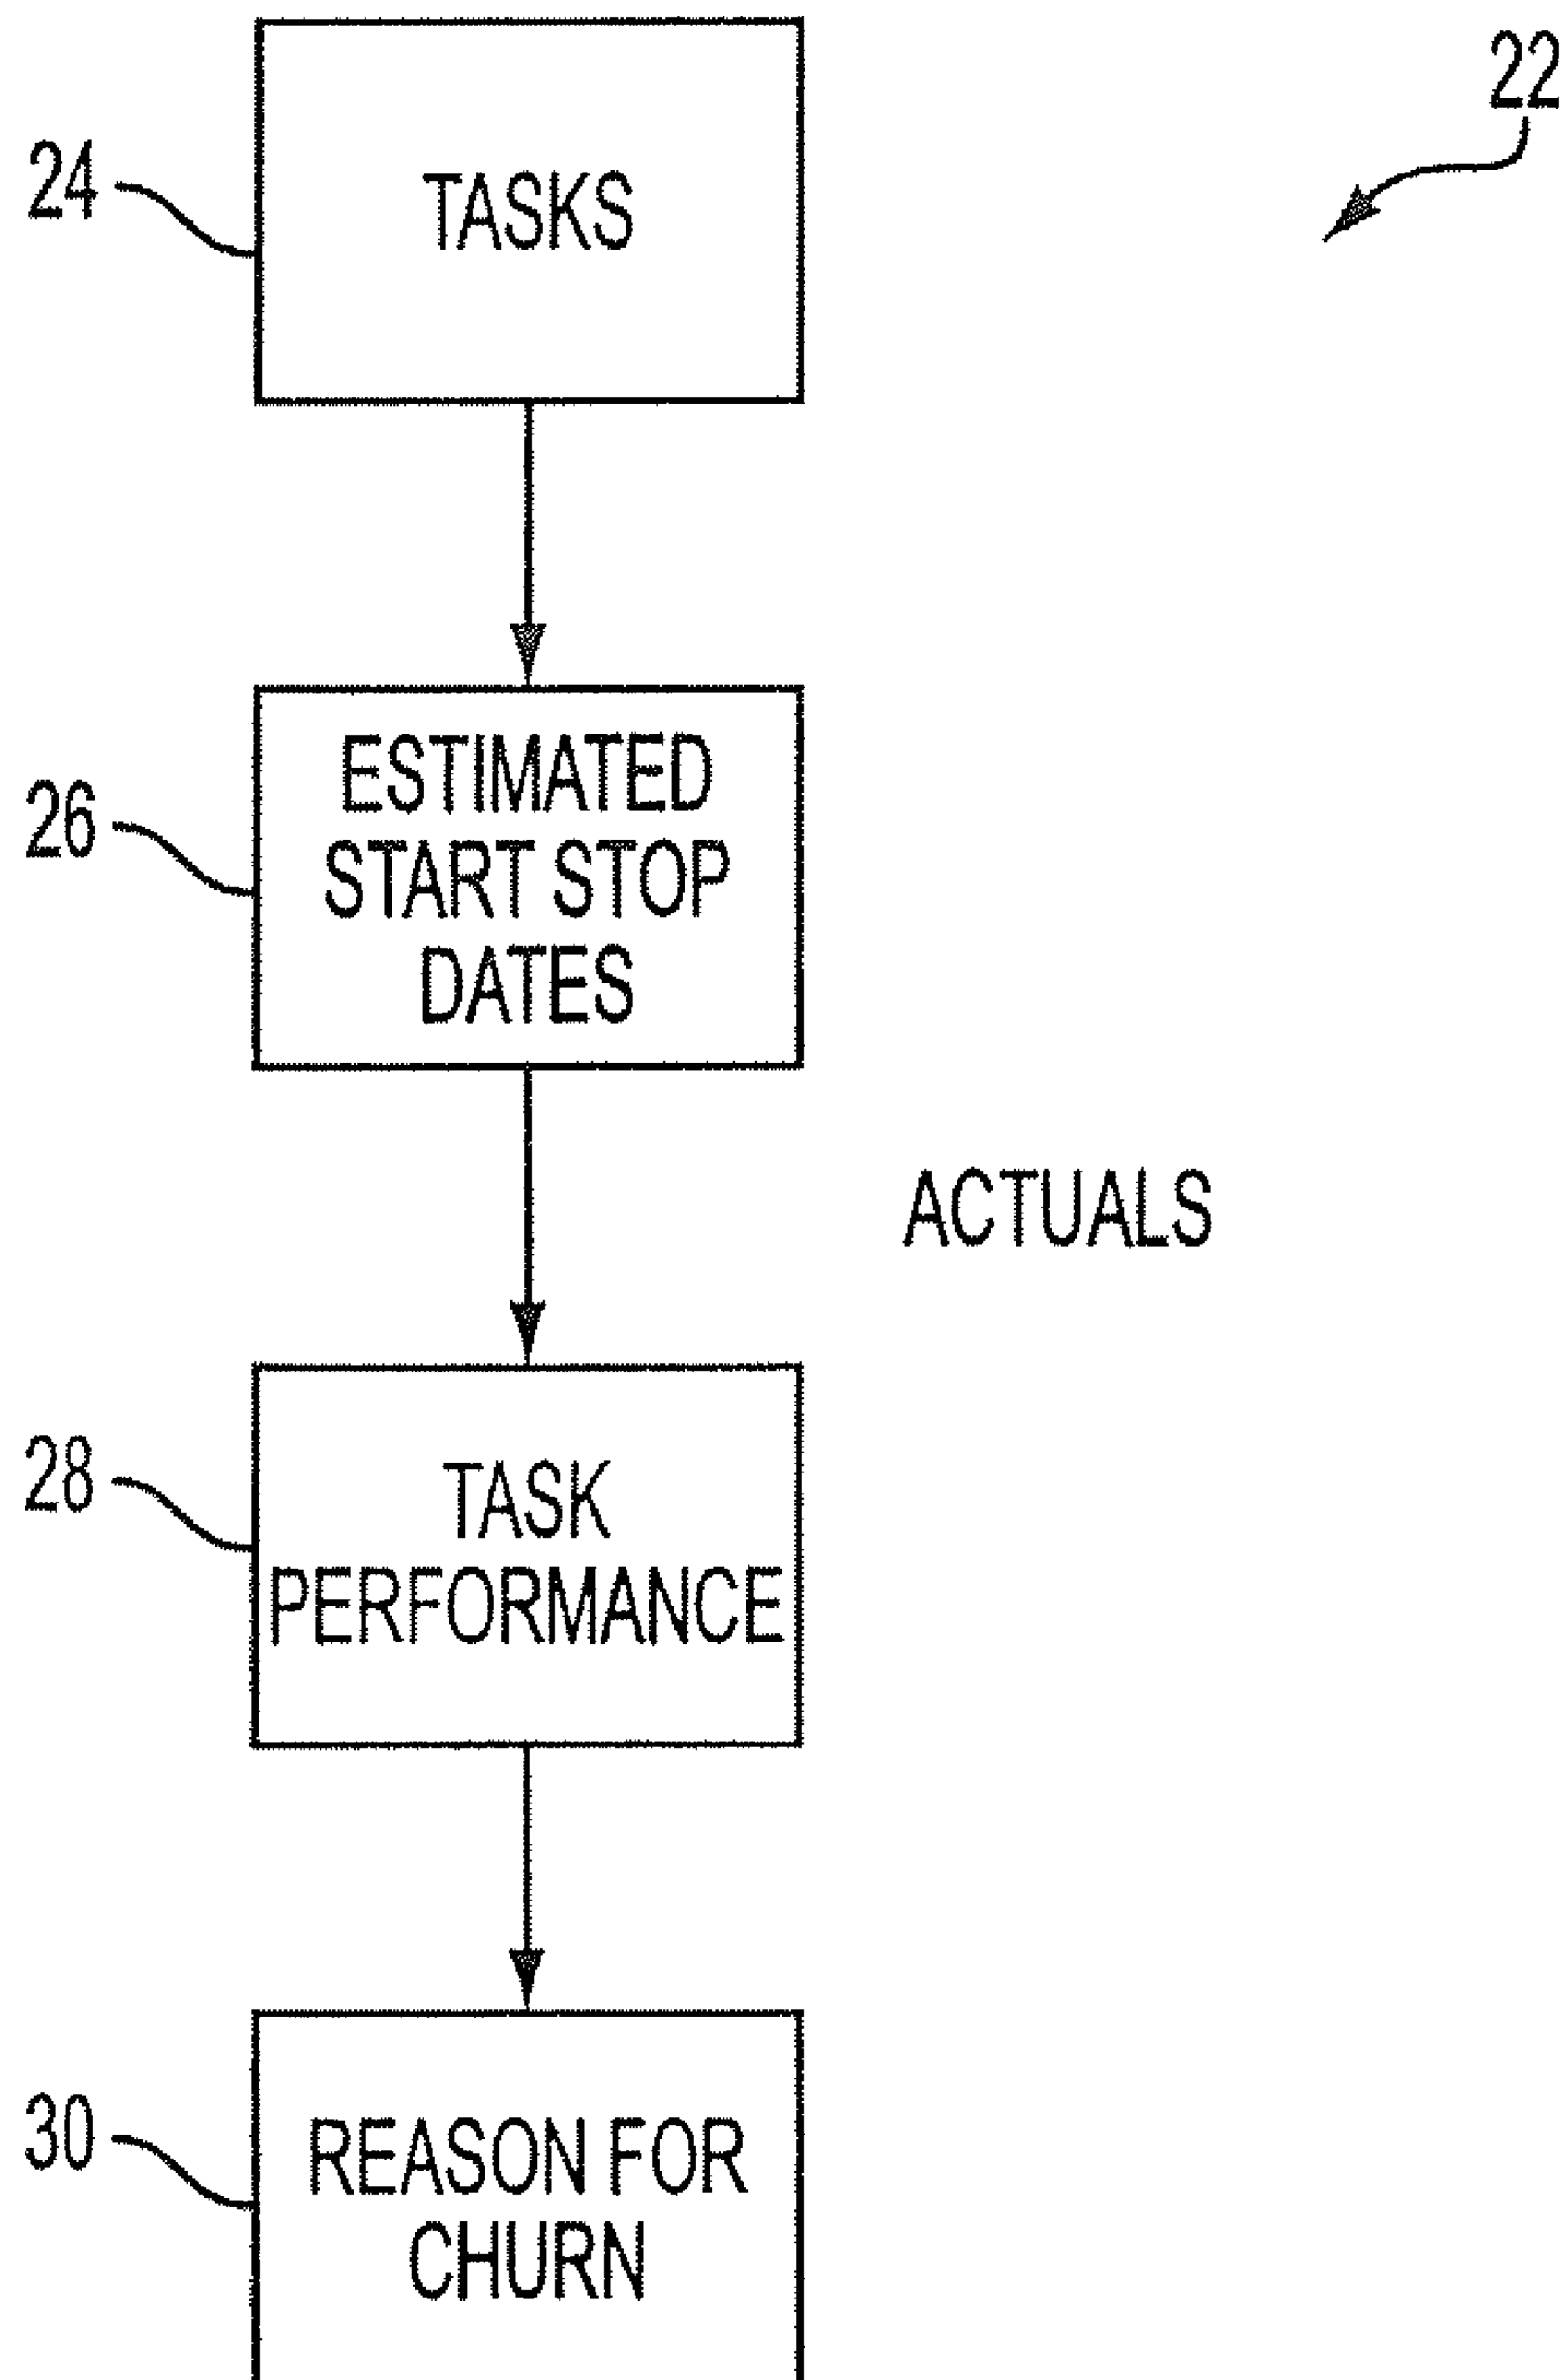 22
24
TASKS
26
ESTIMATED
START STOP
DATES
ACTUALS
28
TASK
PERFORMANCE
30
REASON FOR
CHURN